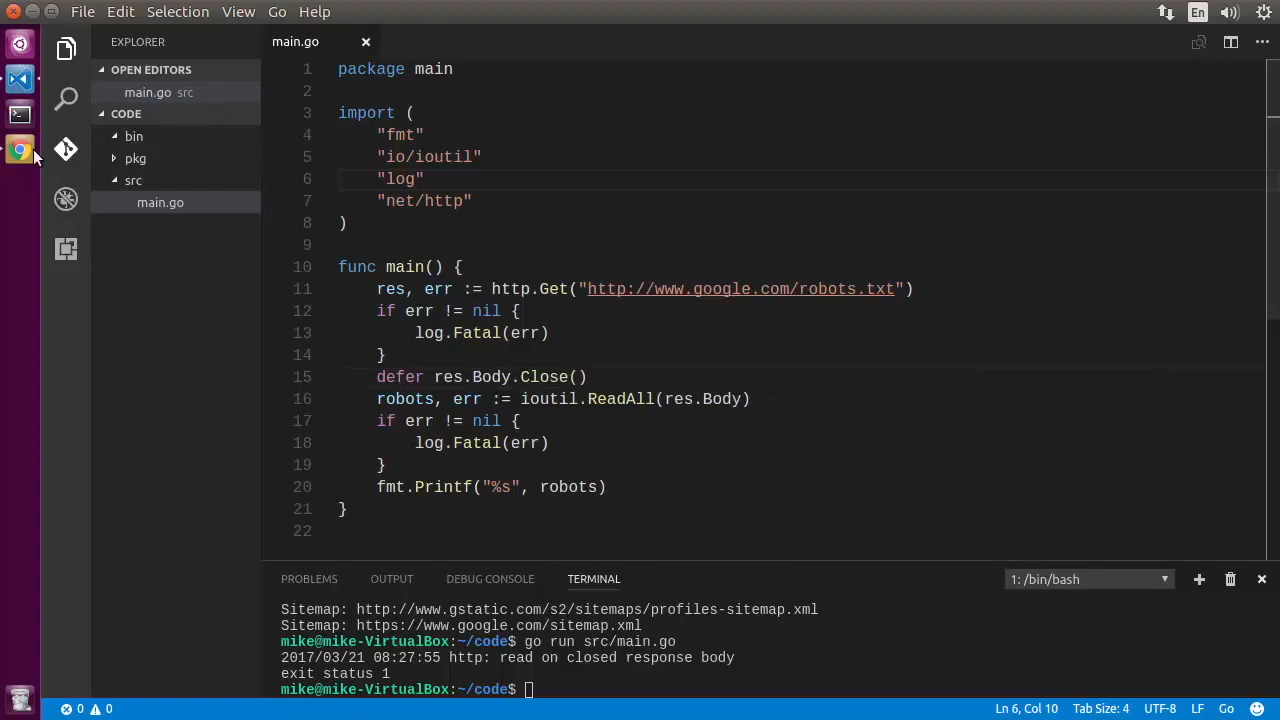 File Edit Selection View Go Help
En
EXPLORER
OPEN EDITORS
main.go src
CODE
bin
pkg
src
main.go
main.go
1 package main
2
3 import (
4 "fmt"
5 "io/ioutil"
6 "log"
7 "net/http"
8 )
9
10 func main() {
11 res, err := http.Get("http://www.google.com/robots.txt")
12 if err != nil {
13 log.Fatal(err)
14 }
15 defer res.Body.Close()
16 robots, err := ioutil.ReadAll(res.Body)
17 if err != nil {
18 log.Fatal(err)
19 }
20 fmt.Printf("%s", robots)
21 }
22
PROBLEMS OUTPUT DEBUG CONSOLE TERMINAL
1: /bin/bash
Sitemap: http://www.gstatic.com/s2/sitemaps/profiles-sitemap.xml
Sitemap: https://www.google.com/sitemap.xml
mike@mike-VirtualBox:~/code$ go run src/main.go
2017/03/21 08:27:55 http: read on closed response body
exit status 1
mike@mike-VirtualBox:~/code$
0 0
Ln 6, Col 10 Tab Size: 4 UTF-8 LF Go